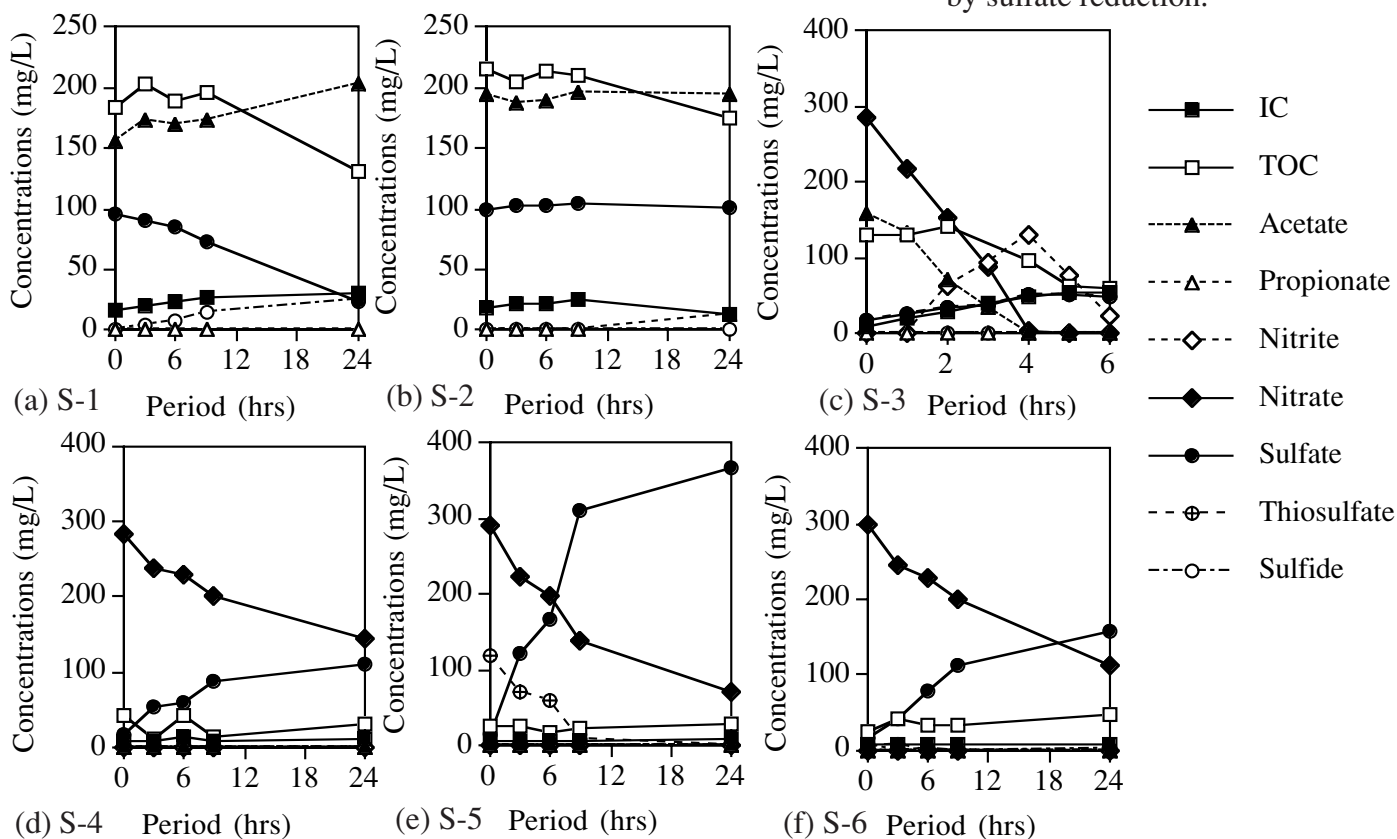 by sulfate reduction.
250
200
150
100
50
0
Concentrations (mg/L)
0 6 12 18 24
(a) S-1 Period (hrs)
250
200
150
100
50
0
Concentrations (mg/L)
0 6 12 18 24
(b) S-2 Period (hrs)
400
300
200
100
0
Concentrations (mg/L)
0 2 4 6
(c) S-3 Period (hrs)
IC
TOC
Acetate
Propionate
Nitrite
Nitrate
Sulfate
Thiosulfate
Sulfide
400
300
200
100
0
Concentrations (mg/L)
0 6 12 18 24
(d) S-4 Period (hrs)
400
300
200
100
0
Concentrations (mg/L)
0 6 12 18 24
(e) S-5 Period (hrs)
400
300
200
100
0
Concentrations (mg/L)
0 6 12 18 24
(f) S-6 Period (hrs)